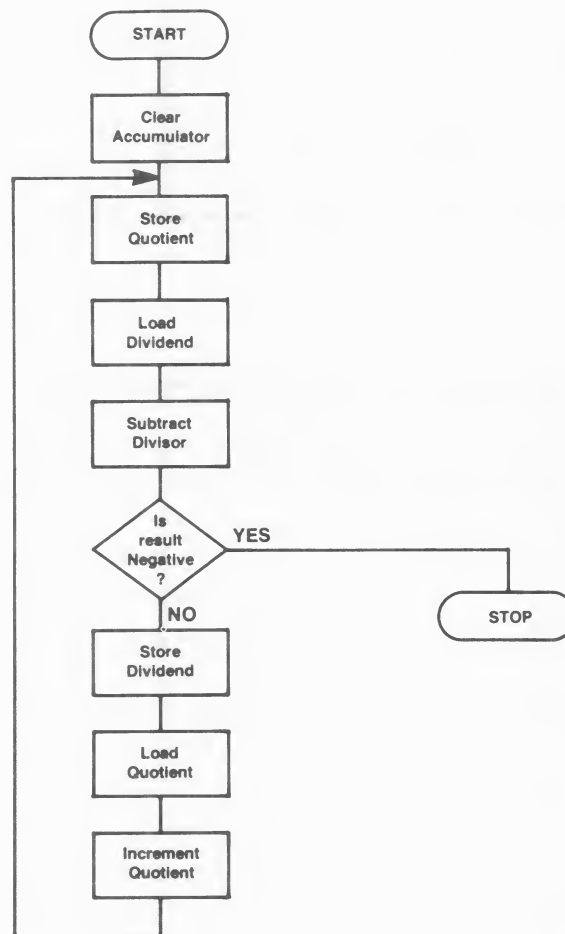 START
Clear
Accumulator
Store
Quotient
Load
Dividend
Subtract
Divisor
Is
result
Negative
?
YES
STOP
NO
Store
Dividend
Load
Quotient
Increment
Quotient